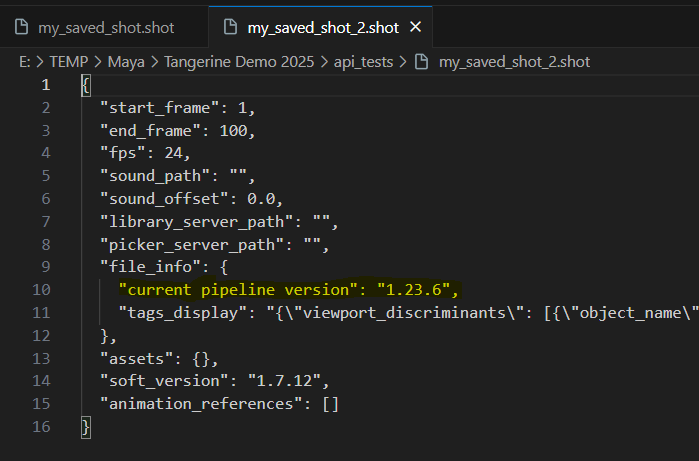 my_saved_shot.shot my_saved_shot_2.shot
E: > TEMP > Maya > Tangerine Demo 2025 > api_tests > my_saved_shot_2.shot
1 {
2 "start_frame": 1,
3 "end_frame": 100,
4 "fps": 24,
5 "sound_path": "",
6 "sound_offset": 0.0,
7 "library_server_path": "",
8 "picker_server_path": "",
9 "file_info": {
10 "current pipeline version": "1.23.6",
11 "tags_display": "{\"viewport_discriminants\": [{\"object_name\"
12 },
13 "assets": {},
14 "soft_version": "1.7.12",
15 "animation_references": []
16 }